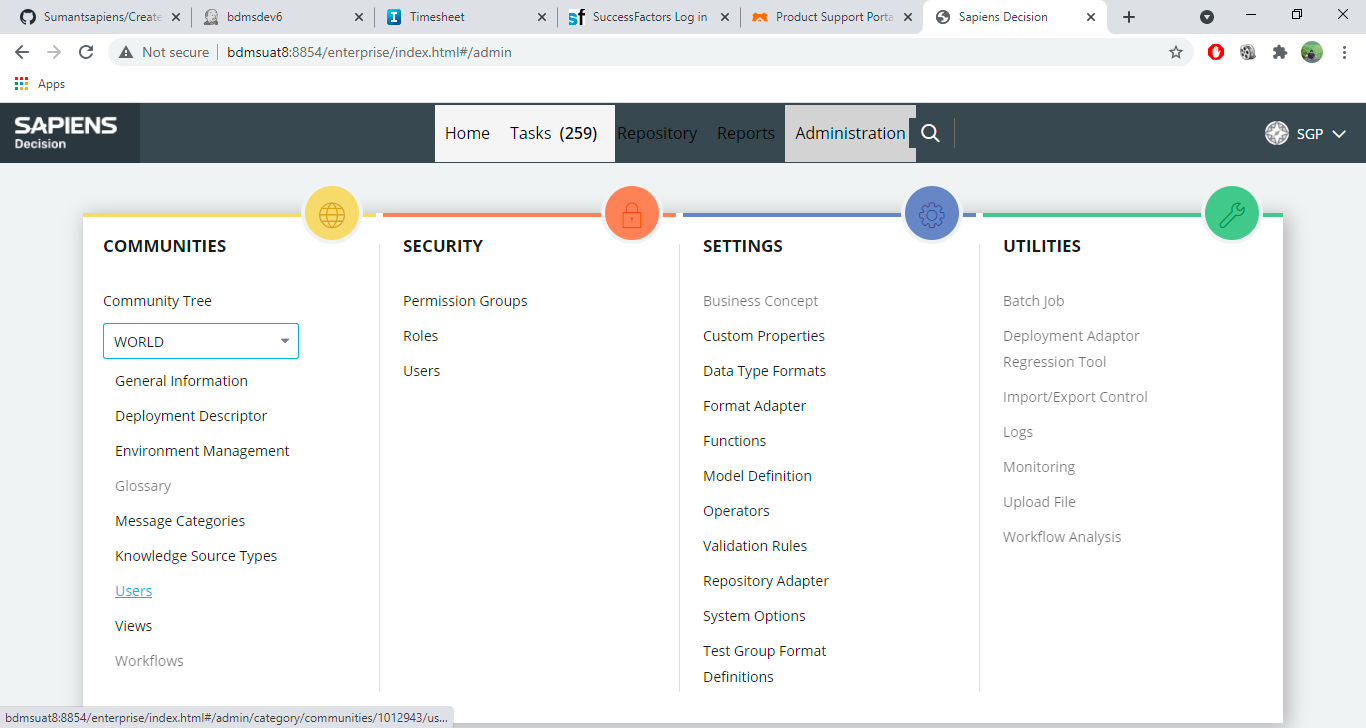 Sumantsapiens/Create
bdmsdev6
Timesheet
SuccessFactors Log in
Product Support Porta
Sapiens Decision
Not secure
bdmsuat8:8854/enterprise/index.html#/admin
Apps
SAPIENS
Decision
Home
Tasks (259)
Repository
Reports
Administration
SGP
COMMUNITIES
Community Tree
WORLD
General Information
Deployment Descriptor
Environment Management
Glossary
Message Categories
Knowledge Source Types
Users
Views
Workflows
SECURITY
Permission Groups
Roles
Users
SETTINGS
Business Concept
Custom Properties
Data Type Formats
Format Adapter
Functions
Model Definition
Operators
Validation Rules
Repository Adapter
System Options
Test Group Format
Definitions
UTILITIES
Batch Job
Deployment Adaptor
Regression Tool
Import/Export Control
Logs
Monitoring
Upload File
Workflow Analysis
bdmsuat8:8854/enterprise/index.html#/admin/category/communities/1012943/us...